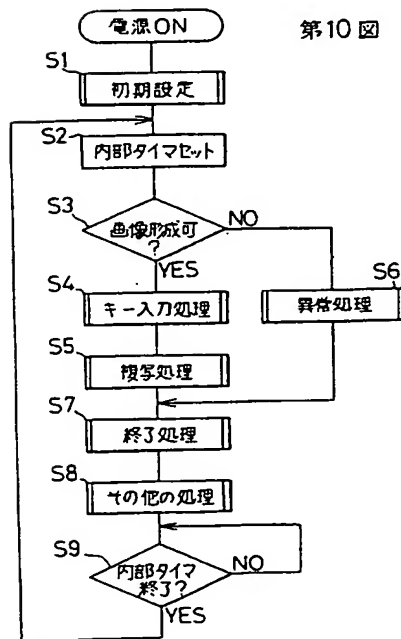 電源ON
第10図
S1
初期設定
S2
内部タイマセット
S3
画像形成可
?
NO
YES
S4
キー入力処理
S6
異常処理
S5
複写処理
S7
終了処理
S8
その他の処理
S9
内部タイマ
終了?
NO
YES